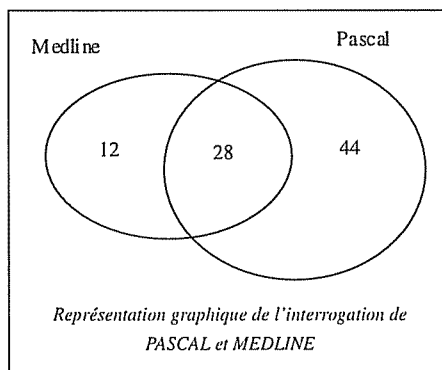 Pascal
Medline
12 28 44
Représentation graphique de l'interrogation de
PASCAL et MEDLINE